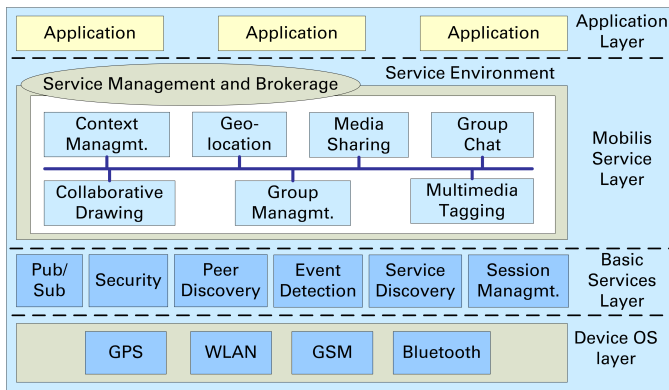 Application
Application
Application
Application
Layer
Service Management and Brokerage
Service Environment
Context
Managmt.
Geo-
location
Media
Sharing
Group
Chat
Collaborative
Drawing
Group
Managmt.
Multimedia
Tagging
Mobilis
Service
Layer
Pub/
Sub
Security
Peer
Discovery
Event
Detection
Service
Discovery
Session
Managmt.
Basic
Services
Layer
GPS
WLAN
GSM
Bluetooth
Device OS
layer